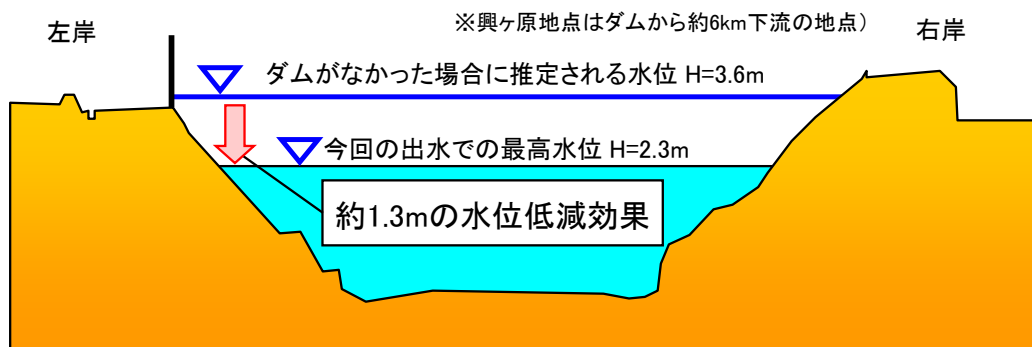 ※興ヶ原地点はダムから約6km下流の地点）
左岸
右岸
ダムがなかった場合に推定される水位 H=3.6m
今回の出水での最高水位 H=2.3m
約1.3mの水位低減効果